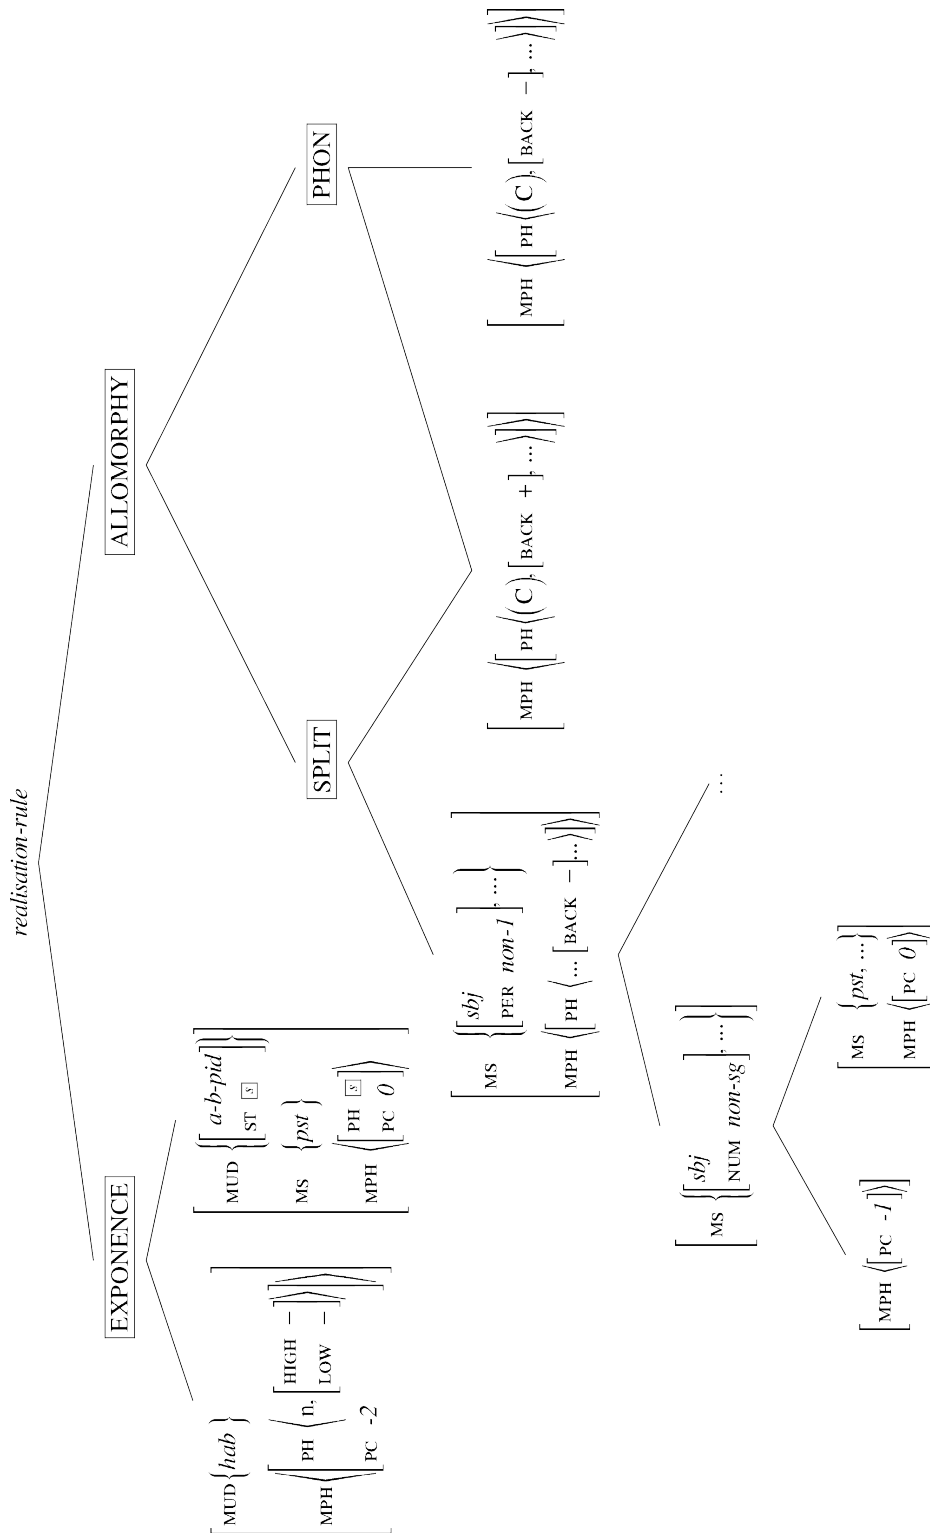 realisation-rule
EXPONENCE
ALLOMORPHY
SPLIT
PHON
MUD {hab}
MPH ⟨[PH ⟨n, [HIGH −
LOW −]⟩
PC -2]⟩
MUD {[a-b-pid
ST s]}
MS {pst}
MPH ⟨[PH s
PC 0]⟩
MS {[sbj
PER non-1], ...}
MPH ⟨[PH ⟨... [BACK −]...⟩]⟩
MPH ⟨[PH ⟨(C), [BACK +], ...⟩]⟩
MPH ⟨[PH ⟨(C), [BACK −], ...⟩]⟩
MS {[sbj
NUM non-sg], ...}
...
MPH ⟨[PC -1]⟩
MS {pst, ...}
MPH ⟨[PC 0]⟩